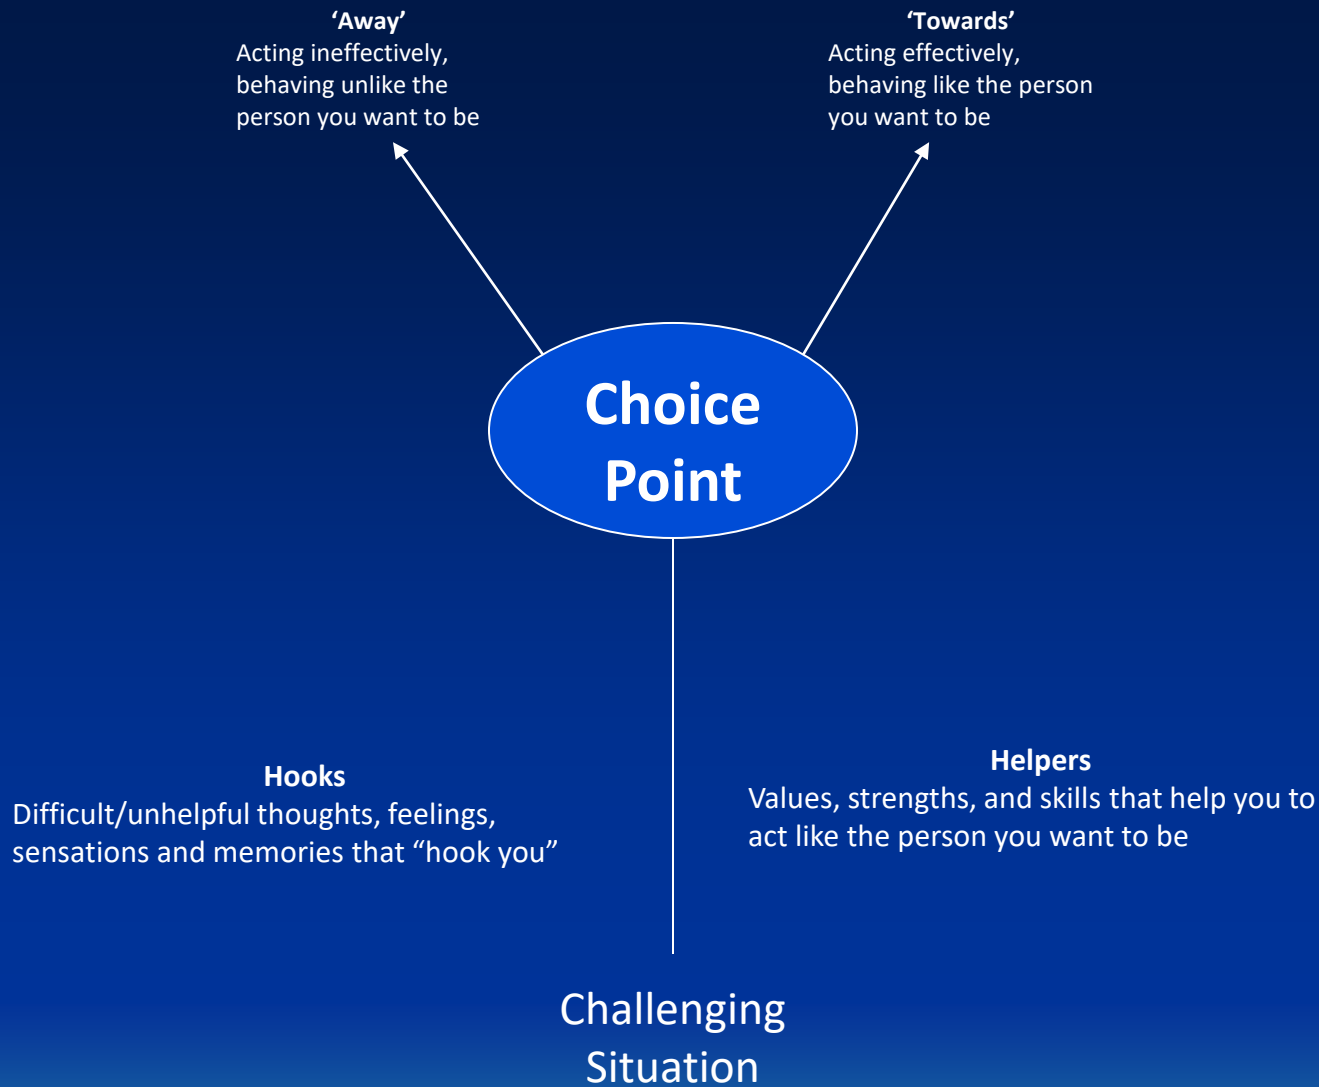 ‘Away’
Acting ineffectively,
behaving unlike the
person you want to be
‘Towards’
Acting effectively,
behaving like the person
you want to be
Choice
Point
Hooks
Difficult/unhelpful thoughts, feelings,
sensations and memories that “hook you”
Helpers
Values, strengths, and skills that help you to
act like the person you want to be
Challenging
Situation